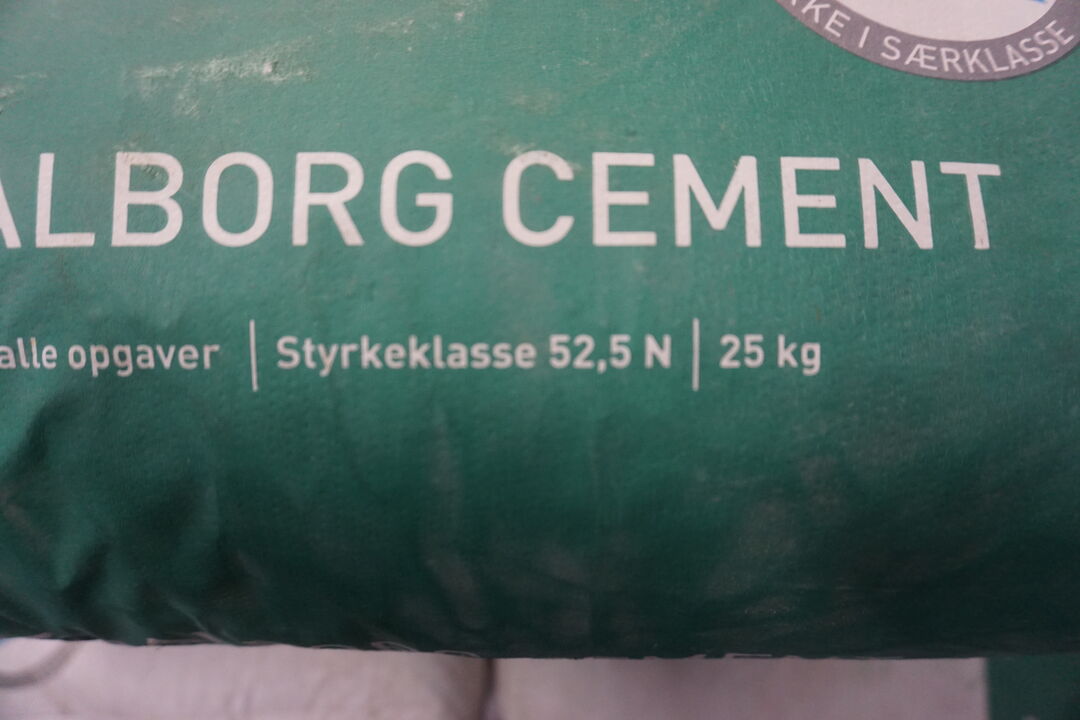 I SÆRKLASSE
ALBORG CEMENT
alle opgaver | Styrkeklasse 52,5 N | 25 kg